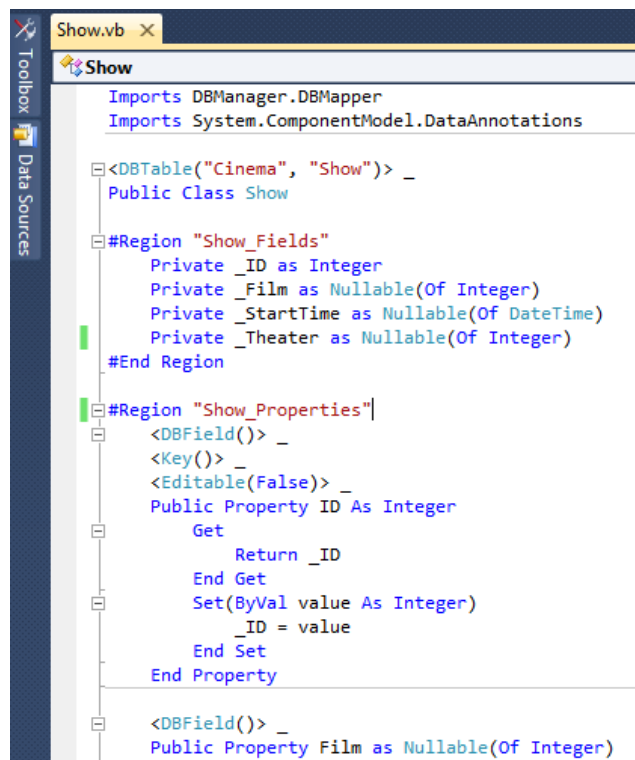 Show.vb
Toolbox
Data Sources
Show
Imports DBManager.DBMapper
Imports System.ComponentModel.DataAnnotations
<DBTable("Cinema", "Show")> _
Public Class Show
#Region "Show_Fields"
Private _ID as Integer
Private _Film as Nullable(Of Integer)
Private _StartTime as Nullable(Of DateTime)
Private _Theater as Nullable(Of Integer)
#End Region
#Region "Show_Properties"
<DBField()> _
<Key()> _
<Editable(False)> _
Public Property ID As Integer
Get
Return _ID
End Get
Set(ByVal value As Integer)
_ID = value
End Set
End Property
<DBField()> _
Public Property Film as Nullable(Of Integer)